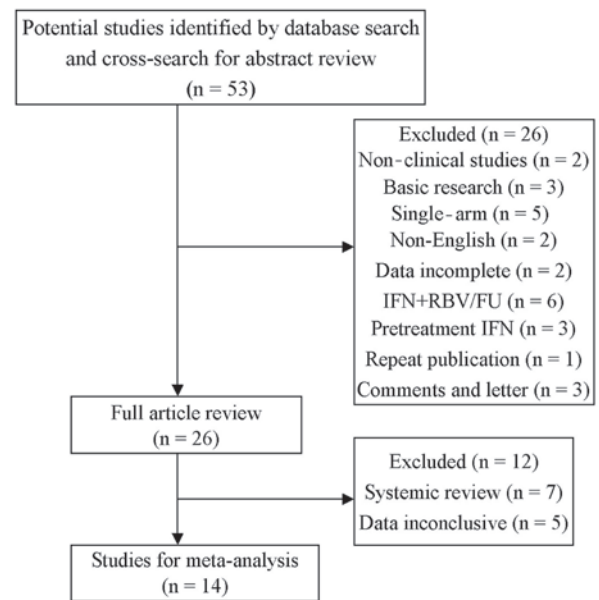 Potential studies identified by database search
and cross-search for abstract review
(n = 53)
Excluded (n = 26)
Non-clinical studies (n = 2)
Basic research (n = 3)
Single-arm (n = 5)
Non-English (n = 2)
Data incomplete (n = 2)
IFN+RBV/FU (n = 6)
Pretreatment IFN (n = 3)
Repeat publication (n = 1)
Comments and letter (n = 3)
Full article review
(n = 26)
Excluded (n = 12)
Systemic review (n = 7)
Data inconclusive (n = 5)
Studies for meta-analysis
(n = 14)